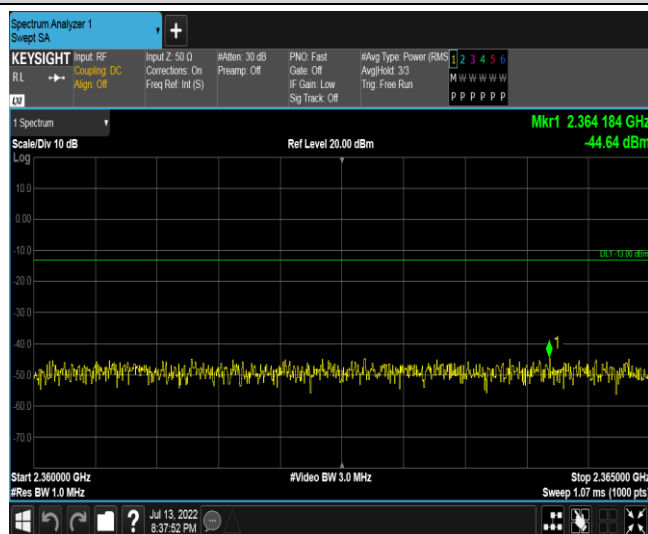 Spectrum Analyzer 1
Swept SA
+
KEYSIGHT Input: RF Input Z: 50 Ω #Atten: 30 dB PNO: Fast #Avg Type: Power (RMS 1 2 3 4 5 6
RL Coupling: DC Corrections: On Preamp: Off Gate: Off Avg|Hold: 3/3 M W W W W W
Align: Off Freq Ref: Int (S) IF Gain: Low Trig: Free Run
Sig Track: Off P P P P P P
LXI
1 Spectrum Mkr1 2.364 184 GHz
Scale/Div 10 dB Ref Level 20.00 dBm -44.64 dBm
Log
10.0
0.00
-10.0
DL1 -13.00 dBm
-20.0
-30.0
-40.0
1
-50.0
-60.0
-70.0
Start 2.360000 GHz #Video BW 3.0 MHz Stop 2.365000 GHz
#Res BW 1.0 MHz Sweep 1.07 ms (1000 pts)
? Jul 13, 2022
8:37:52 PM